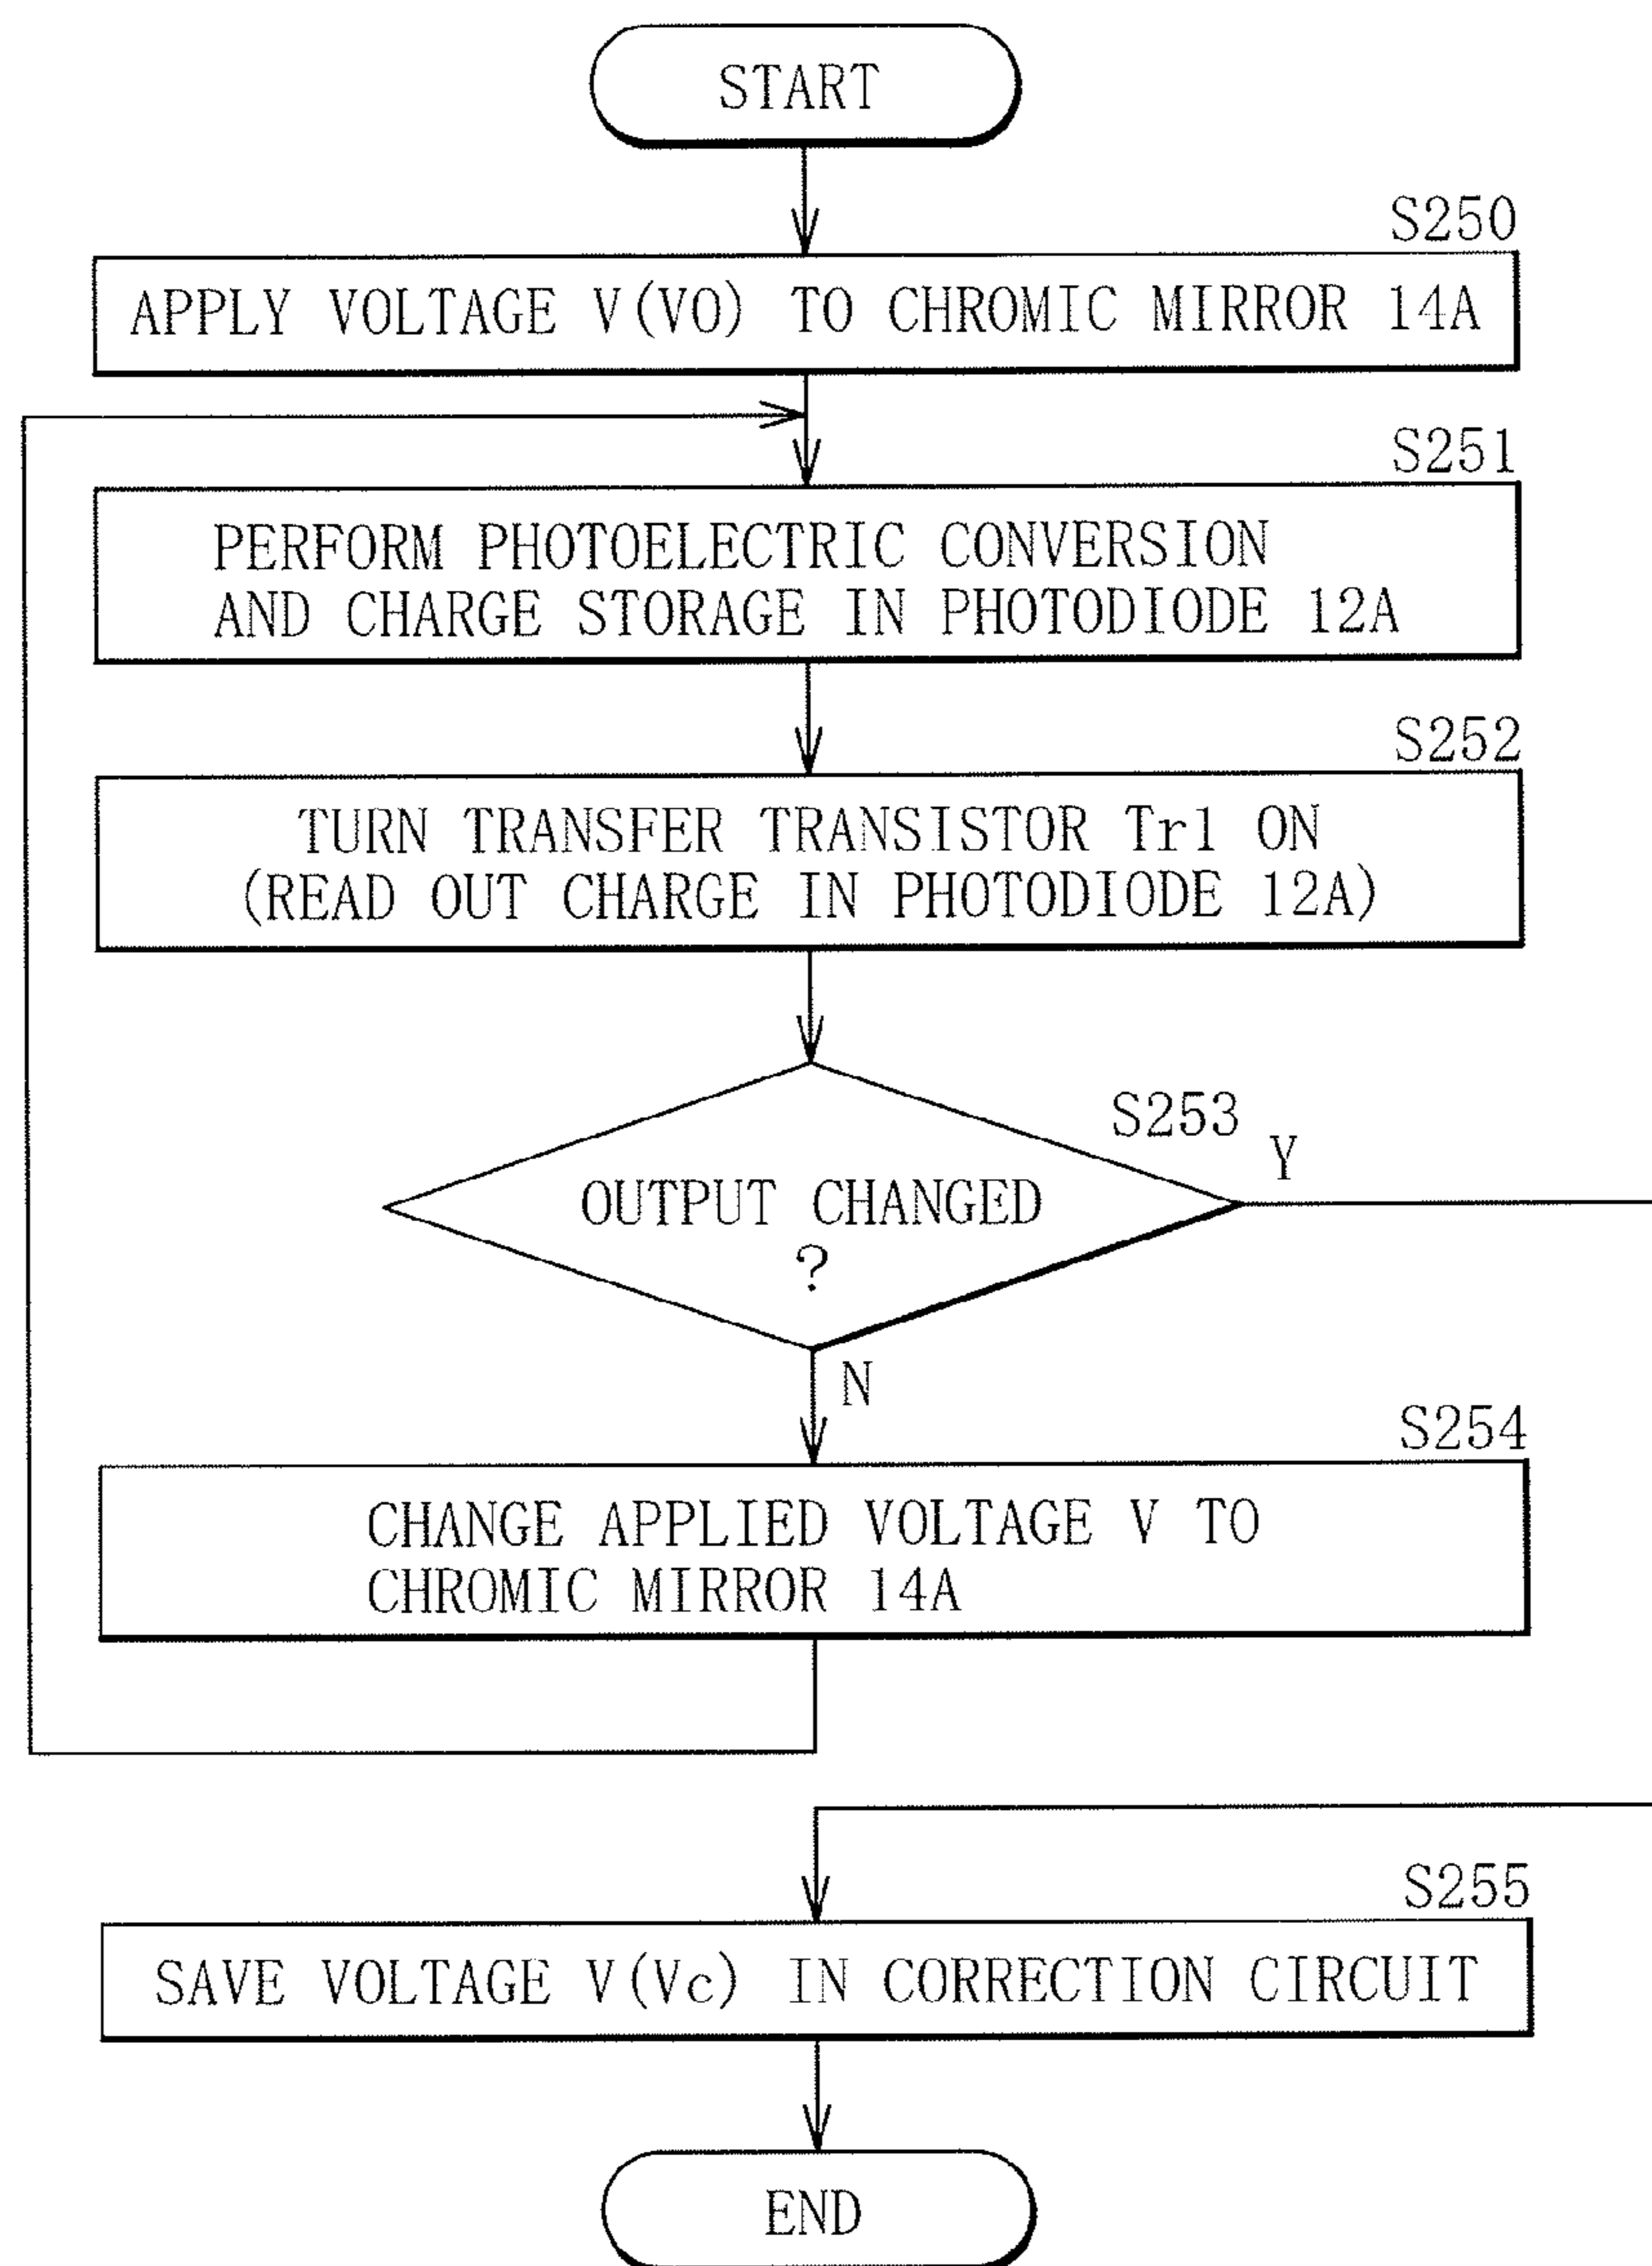 START
S250
APPLY VOLTAGE V(V0) TO CHROMIC MIRROR 14A
S251
PERFORM PHOTOELECTRIC CONVERSION
AND CHARGE STORAGE IN PHOTODIODE 12A
S252
TURN TRANSFER TRANSISTOR Tr1 ON
(READ OUT CHARGE IN PHOTODIODE 12A)
S253
Y
OUTPUT CHANGED
?
N
S254
CHANGE APPLIED VOLTAGE V TO
CHROMIC MIRROR 14A
S255
SAVE VOLTAGE V(Vc) IN CORRECTION CIRCUIT
END